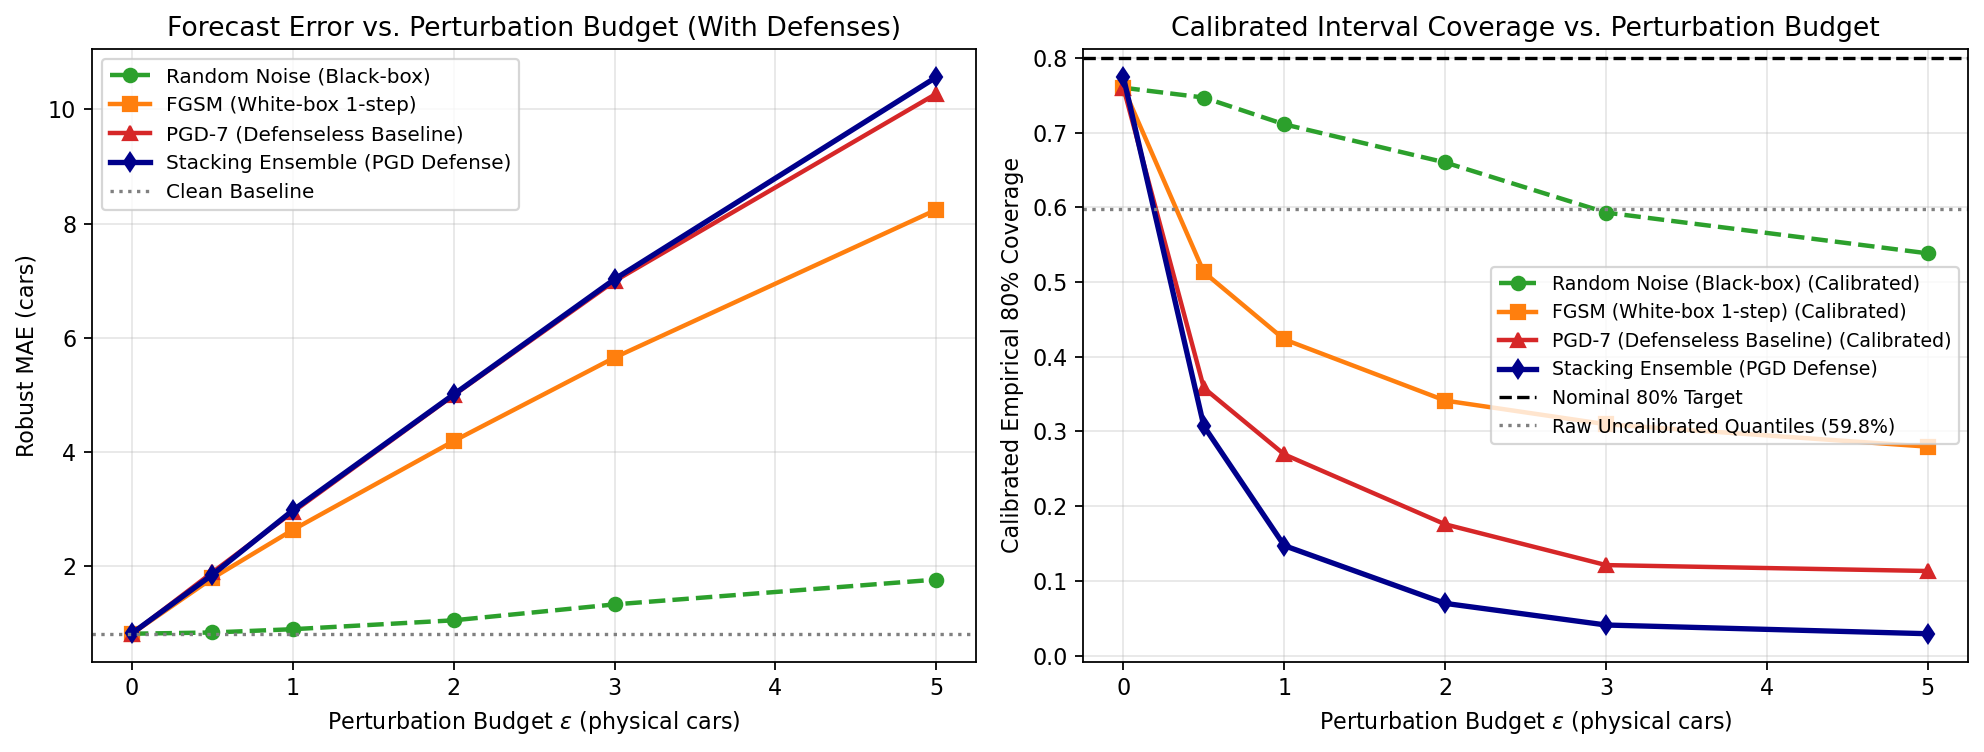 Forecast Error vs. Perturbation Budget (With Defenses)
Robust MAE (cars)
10
8
6
4
2
Random Noise (Black-box)
FGSM (White-box 1-step)
PGD-7 (Defenseless Baseline)
Stacking Ensemble (PGD Defense)
Clean Baseline
0 1 2 3 4 5
Perturbation Budget ε (physical cars)
Calibrated Interval Coverage vs. Perturbation Budget
Calibrated Empirical 80% Coverage
0.8
0.7
0.6
0.5
0.4
0.3
0.2
0.1
0.0
Random Noise (Black-box) (Calibrated)
FGSM (White-box 1-step) (Calibrated)
PGD-7 (Defenseless Baseline) (Calibrated)
Stacking Ensemble (PGD Defense)
Nominal 80% Target
Raw Uncalibrated Quantiles (59.8%)
0 1 2 3 4 5
Perturbation Budget ε (physical cars)